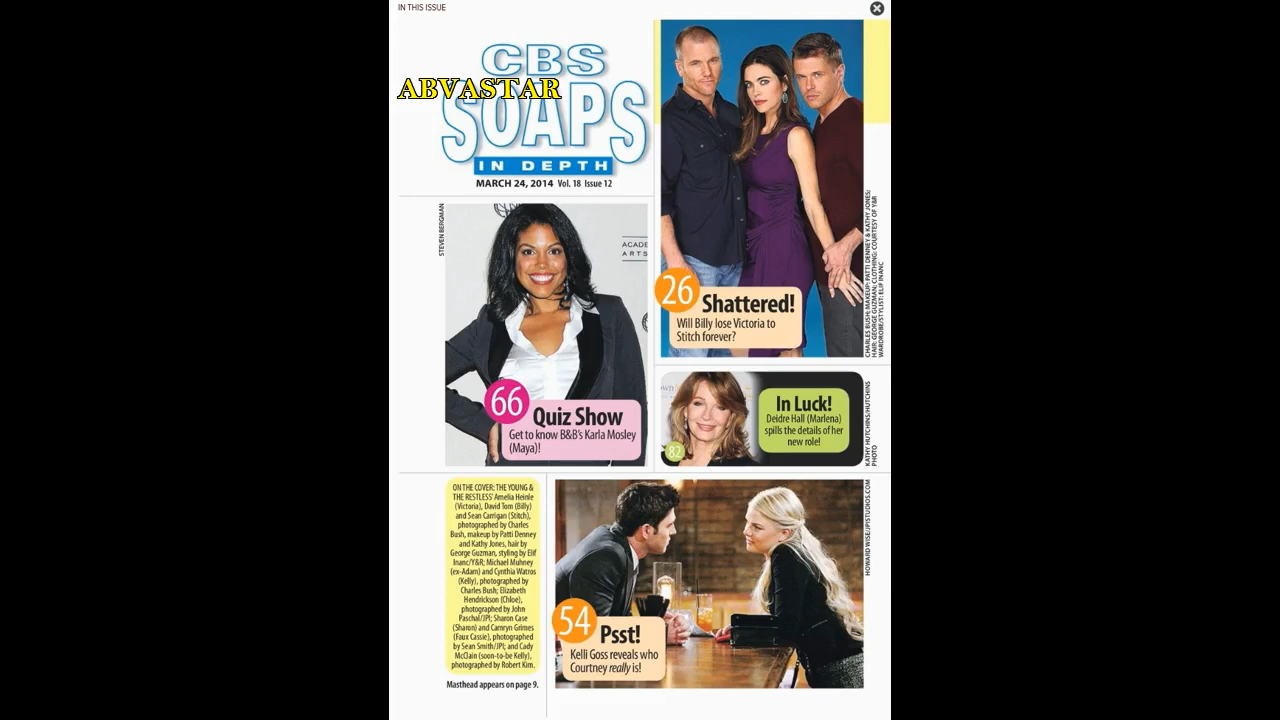 IN THIS ISSUE
CBS
ABVASTAR
SOAPS
IN DEPTH
MARCH 24, 2014 Vol. 18 Issue 12
CHARLES BUSH; MAKEUP: PATTI DENNEY & KATHY JONES;
HAIR: GEORGE GUZMAN; CLOTHING: COURTESY OF Y&R
WARDROBE/STYLIST: ELIF INANC
26
Shattered!
Will Billy lose Victoria to
Stitch forever?
STEVEN BERGMAN
ACADE
ARTS
66
Quiz Show
Get to know B&B's Karla Mosley
(Maya)!
82
In Luck!
Deidre Hall (Marlena)
spills the details of her
new role!
KATHY HUTCHINS/HUTCHINS
PHOTO
ON THE COVER: THE YOUNG &
THE RESTLESS' Amelia Heinle
(Victoria), David Tom (Billy)
and Sean Carrigan (Stitch),
photographed by Charles
Bush, makeup by Patti Denney
and Kathy Jones, hair by
George Guzman, styling by Elif
Inanc/Y&R; Michael Muhney
(ex-Adam) and Cynthia Watros
(Kelly), photographed by
Charles Bush; Elizabeth
Hendrickson (Chloe),
photographed by John
Paschal/JPI; Sharon Case
(Sharon) and Camryn Grimes
(Faux Cassie), photographed
by Sean Smith/JPI; and Cady
McClain (soon-to-be Kelly),
photographed by Robert Kim.
Masthead appears on page 9.
54
Psst!
Kelli Goss reveals who
Courtney really is!
HOWARD WISE/JPISTUDIOS.COM